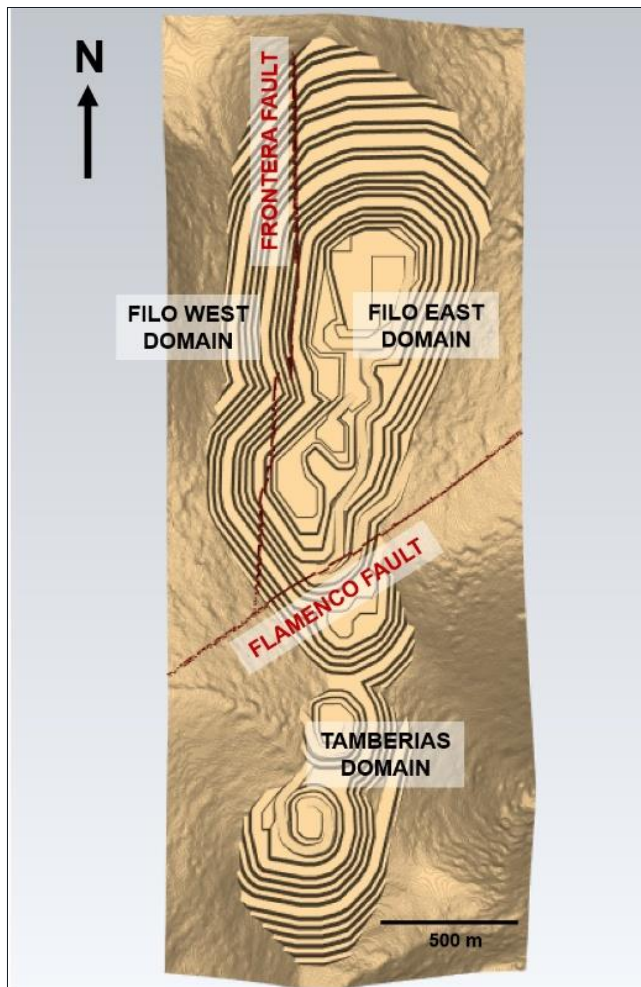 N
FRONTERA FAULT
FILO WEST
DOMAIN
FILO EAST
DOMAIN
FLAMENCO FAULT
TAMBERIAS
DOMAIN
500 m